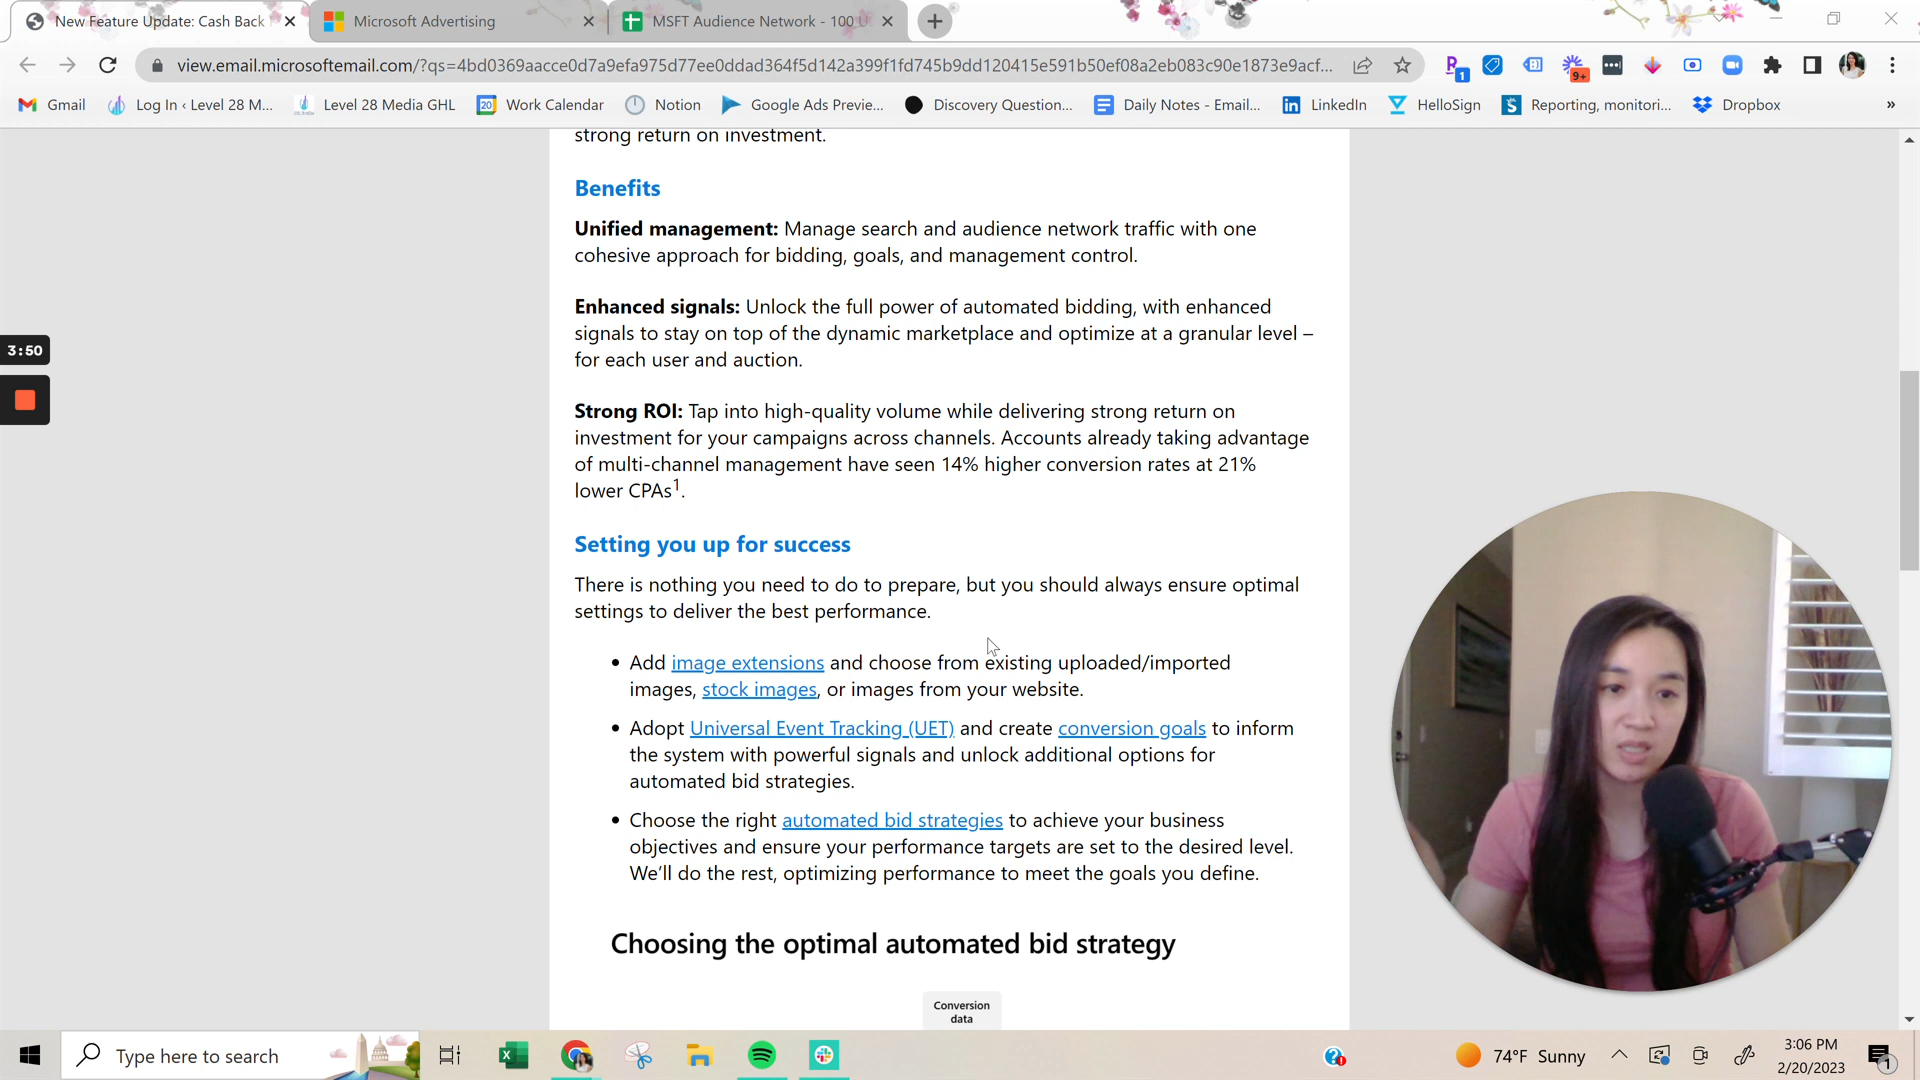 New Feature Update: Cash Back
Microsoft Advertising
MSFT Audience Network - 100 U
view.email.microsoftemail.com/?qs=4bd0369aacce0d7a9efa975d77ee0ddad364f5d142a399f1fd745b9dd120415e591b50ef08a2eb083c90e1873e9acf...
1
9+
Gmail
Log In ‹ Level 28 M...
Level 28 Media GHL
20
Work Calendar
Notion
Google Ads Previe...
Discovery Question...
Daily Notes - Email...
LinkedIn
HelloSign
Reporting, monitori...
Dropbox
»
strong return on investment.
Benefits
Unified management: Manage search and audience network traffic with one
cohesive approach for bidding, goals, and management control.
Enhanced signals: Unlock the full power of automated bidding, with enhanced
signals to stay on top of the dynamic marketplace and optimize at a granular level –
for each user and auction.
3:50
Strong ROI: Tap into high-quality volume while delivering strong return on
investment for your campaigns across channels. Accounts already taking advantage
of multi-channel management have seen 14% higher conversion rates at 21%
lower CPAs1.
Setting you up for success
There is nothing you need to do to prepare, but you should always ensure optimal
settings to deliver the best performance.
• Add image extensions and choose from existing uploaded/imported
images, stock images, or images from your website.
• Adopt Universal Event Tracking (UET) and create conversion goals to inform
the system with powerful signals and unlock additional options for
automated bid strategies.
• Choose the right automated bid strategies to achieve your business
objectives and ensure your performance targets are set to the desired level.
We'll do the rest, optimizing performance to meet the goals you define.
Choosing the optimal automated bid strategy
Conversion
data
Type here to search
74°F Sunny
3:06 PM
2/20/2023
1